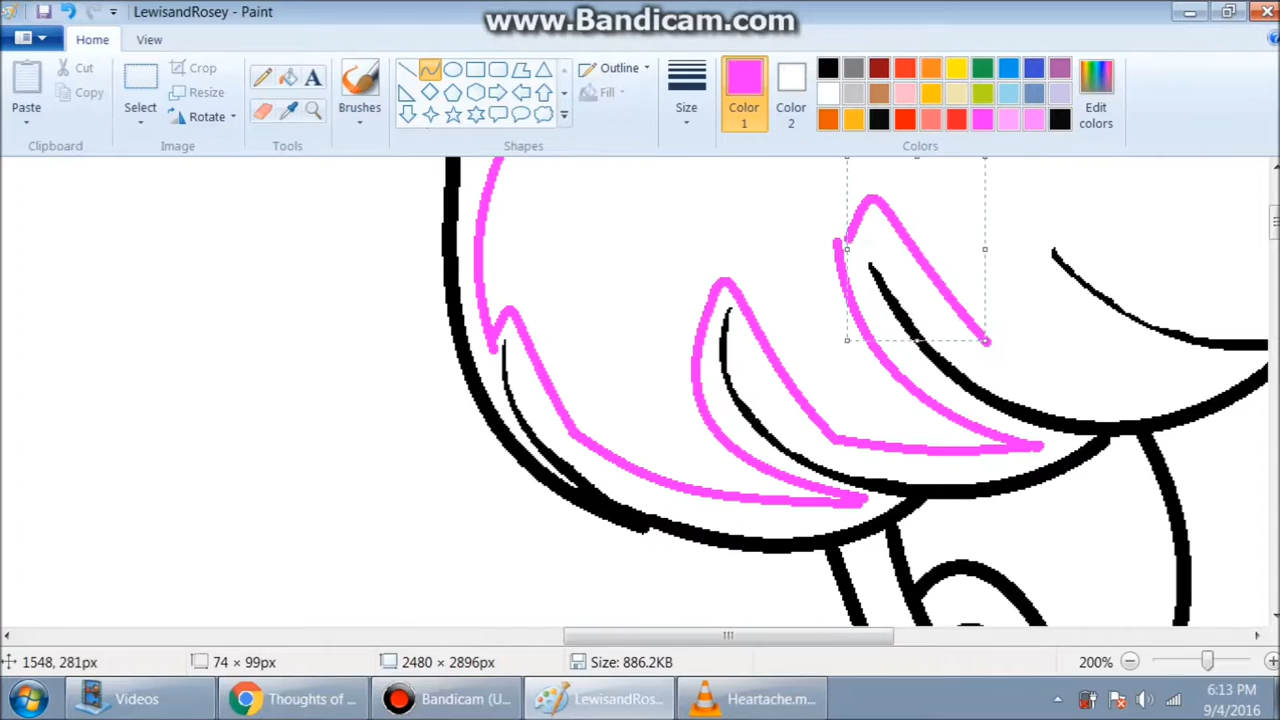 LewisandRosey - Paint
www.Bandicam.com
Home
View
Paste
Cut
Copy
Select
Crop
Resize
Rotate
A
Brushes
Outline
Fill
Size
Color 1
Color 2
Edit colors
Clipboard
Image
Tools
Shapes
Colors
1548, 281px
74 × 99px
2480 × 2896px
Size: 886.2KB
200%
Videos
Thoughts of ...
Bandicam (U...
LewisandRos...
Heartache.m...
6:13 PM
9/4/2016